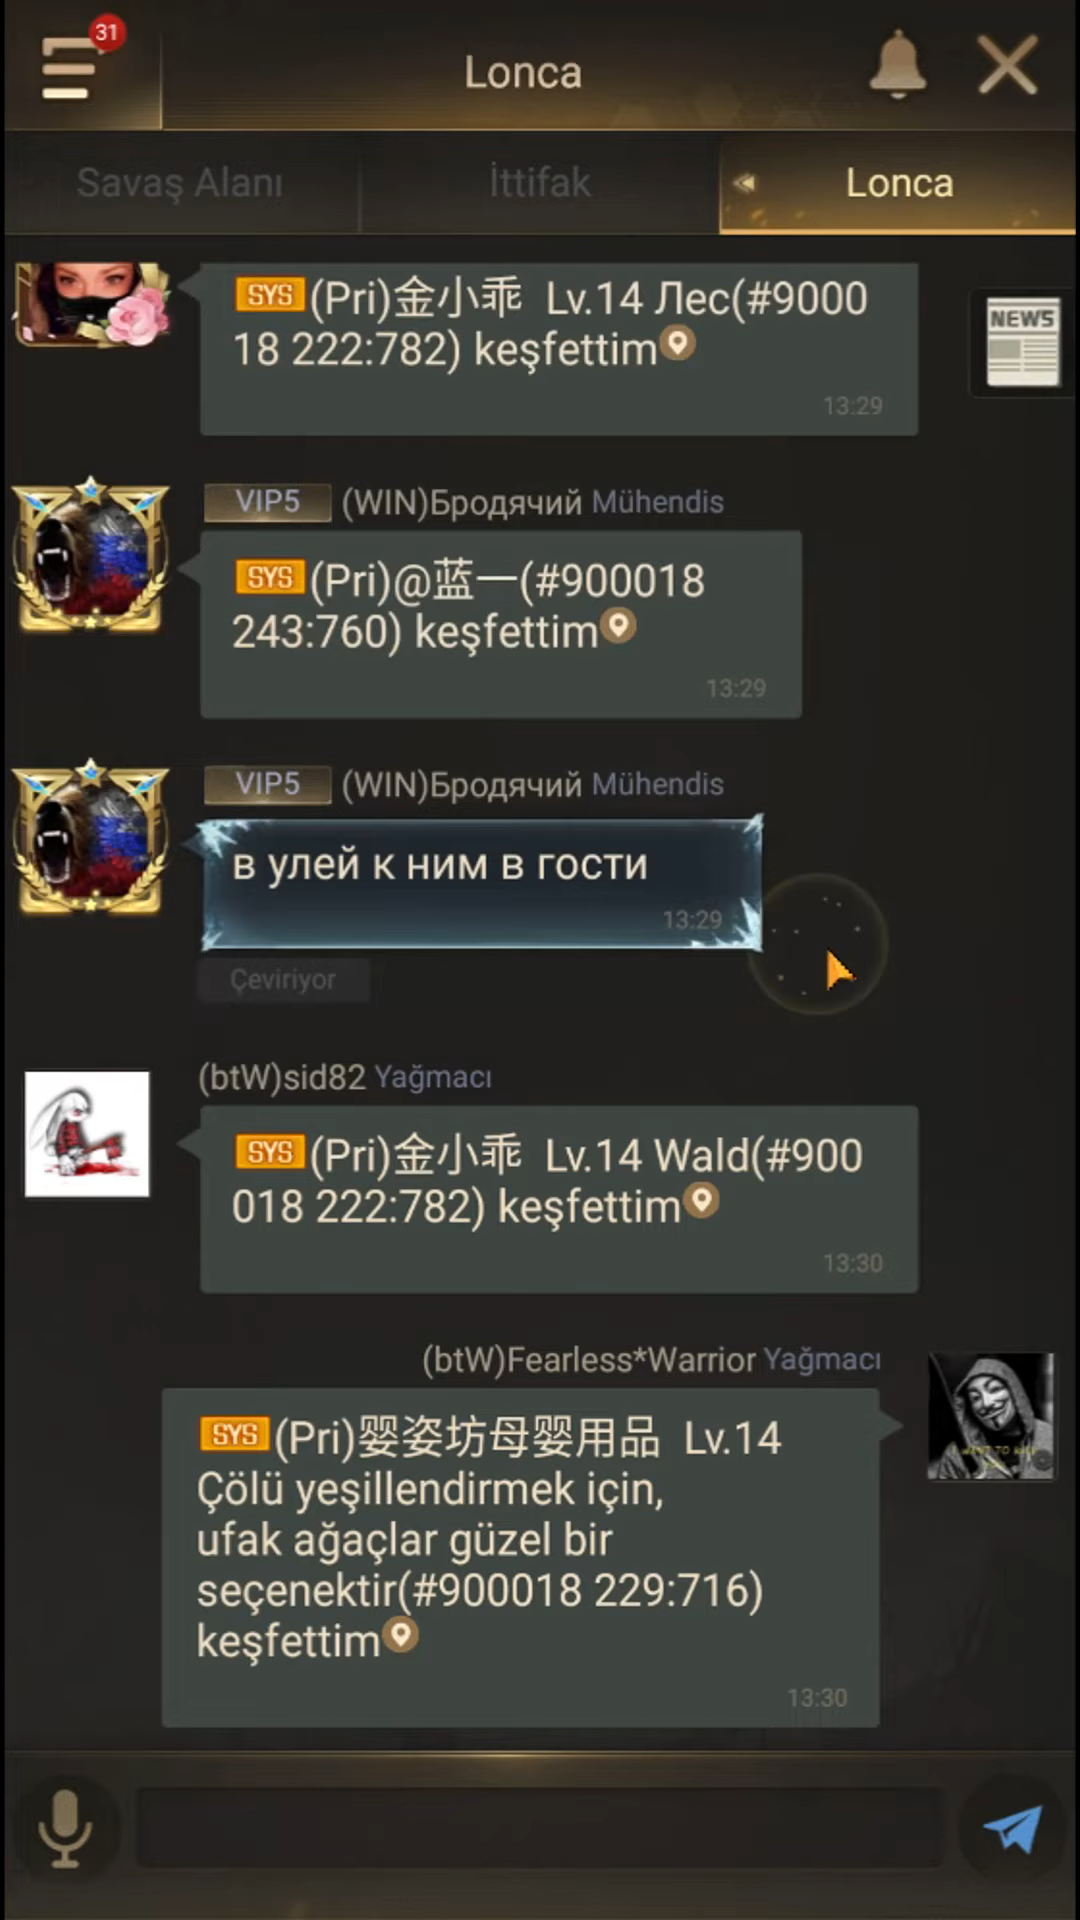 31
Lonca
Savaş Alanı
İttifak
Lonca
SYS (Pri)金小乖 Lv.14 Лес(#9000
18 222:782) keşfettim
13:29
NEWS
VIP5 (WIN)Бродячий Mühendis
SYS (Pri)@蓝一(#900018
243:760) keşfettim
13:29
VIP5 (WIN)Бродячий Mühendis
в улей к ним в гости
13:29
Çeviriyor
(btW)sid82 Yağmacı
SYS (Pri)金小乖 Lv.14 Wald(#900
018 222:782) keşfettim
13:30
(btW)Fearless*Warrior Yağmacı
SYS (Pri)婴姿坊母婴用品 Lv.14
Çölü yeşillendirmek için,
ufak ağaçlar güzel bir
seçenektir(#900018 229:716)
keşfettim
13:30